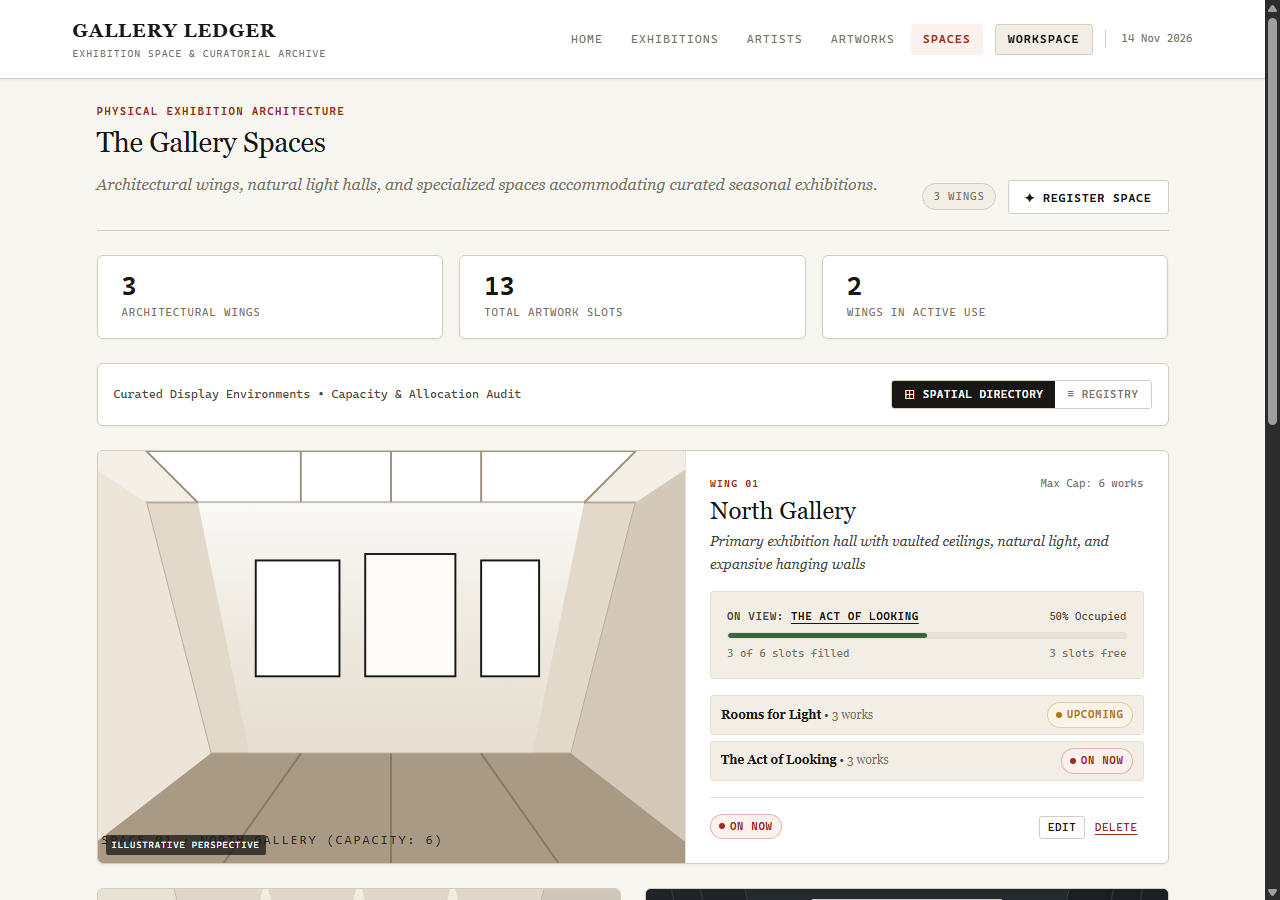 GALLERY LEDGER
EXHIBITION SPACE & CURATORIAL ARCHIVE
HOME EXHIBITIONS ARTISTS ARTWORKS SPACES WORKSPACE 14 Nov 2026
PHYSICAL EXHIBITION ARCHITECTURE
The Gallery Spaces
Architectural wings, natural light halls, and specialized spaces accommodating curated seasonal exhibitions.
3 WINGS ✦ REGISTER SPACE
3
ARCHITECTURAL WINGS
13
TOTAL ARTWORK SLOTS
2
WINGS IN ACTIVE USE
Curated Display Environments • Capacity & Allocation Audit
⊞ SPATIAL DIRECTORY ≡ REGISTRY
WING 01 Max Cap: 6 works
North Gallery
Primary exhibition hall with vaulted ceilings, natural light, and
expansive hanging walls
ON VIEW: THE ACT OF LOOKING 50% Occupied
3 of 6 slots filled 3 slots free
Rooms for Light • 3 works UPCOMING
The Act of Looking • 3 works ON NOW
ON NOW EDIT DELETE
GALLERY (CAPACITY: 6)
ILLUSTRATIVE PERSPECTIVE